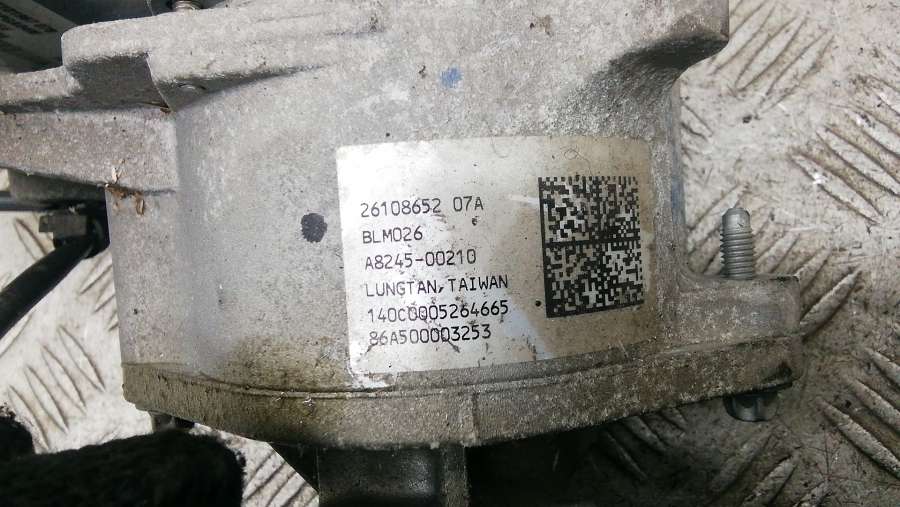 26108652 07A
BLM026
A8245-00210
LUNGTAN,TAIWAN
140C0005264665
86A500003253